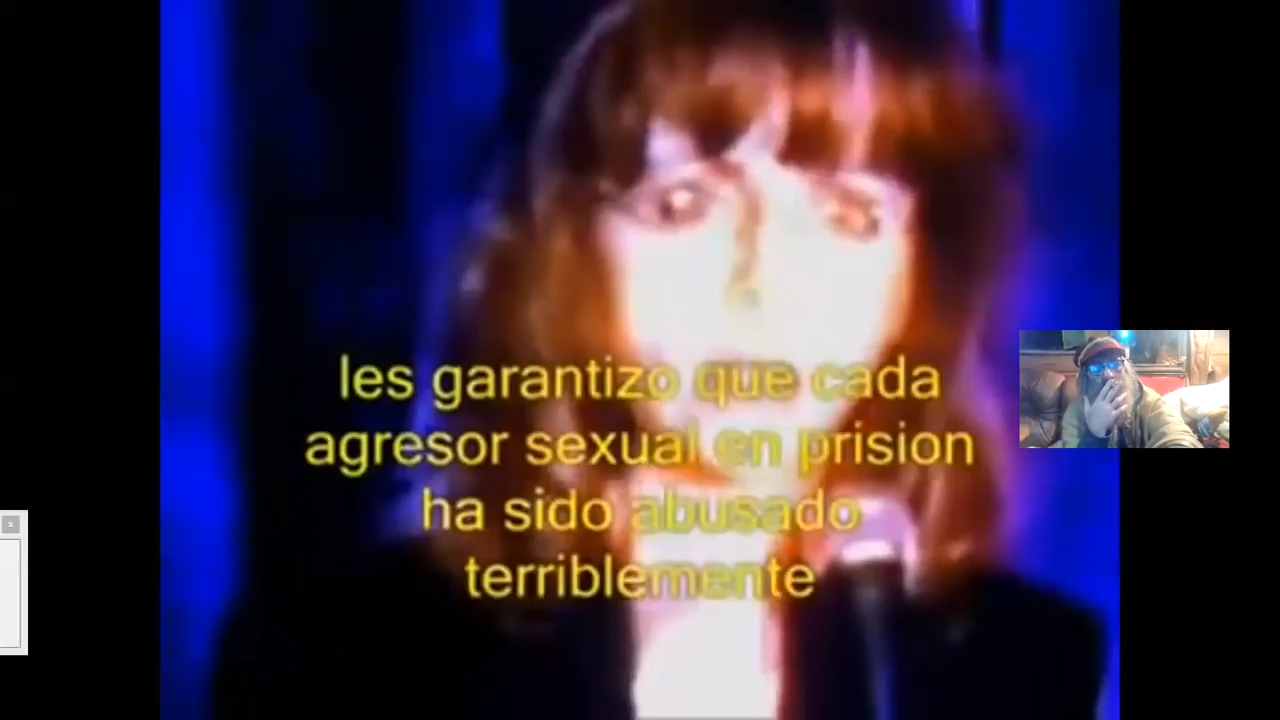 les garantizo que cada
agresor sexual en prision
ha sido abusado
terriblemente